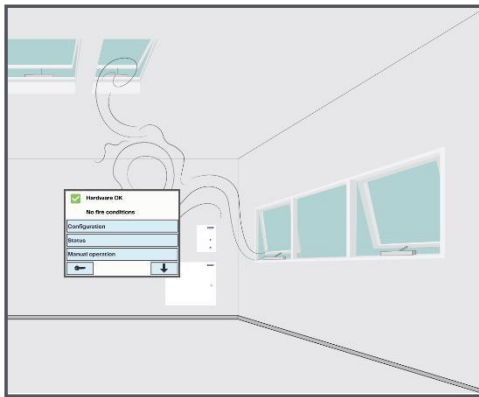 Hardware OK
No fire conditions
Configuration
Status
Manual operation